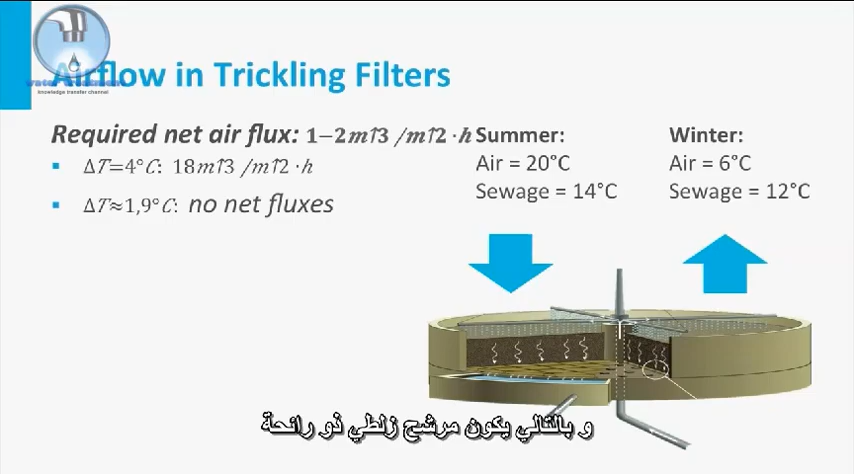 Airflow in Trickling Filters
knowledge transfer channel
Required net air flux: 1−2m↑3 /m↑2 · h
▪ ΔT=4°C: 18m↑3 /m↑2 · h
▪ ΔT≈1,9°C: no net fluxes
Summer:
Air = 20°C
Sewage = 14°C
Winter:
Air = 6°C
Sewage = 12°C
و بالتالي يكون مرشح زلطي ذو رائحة